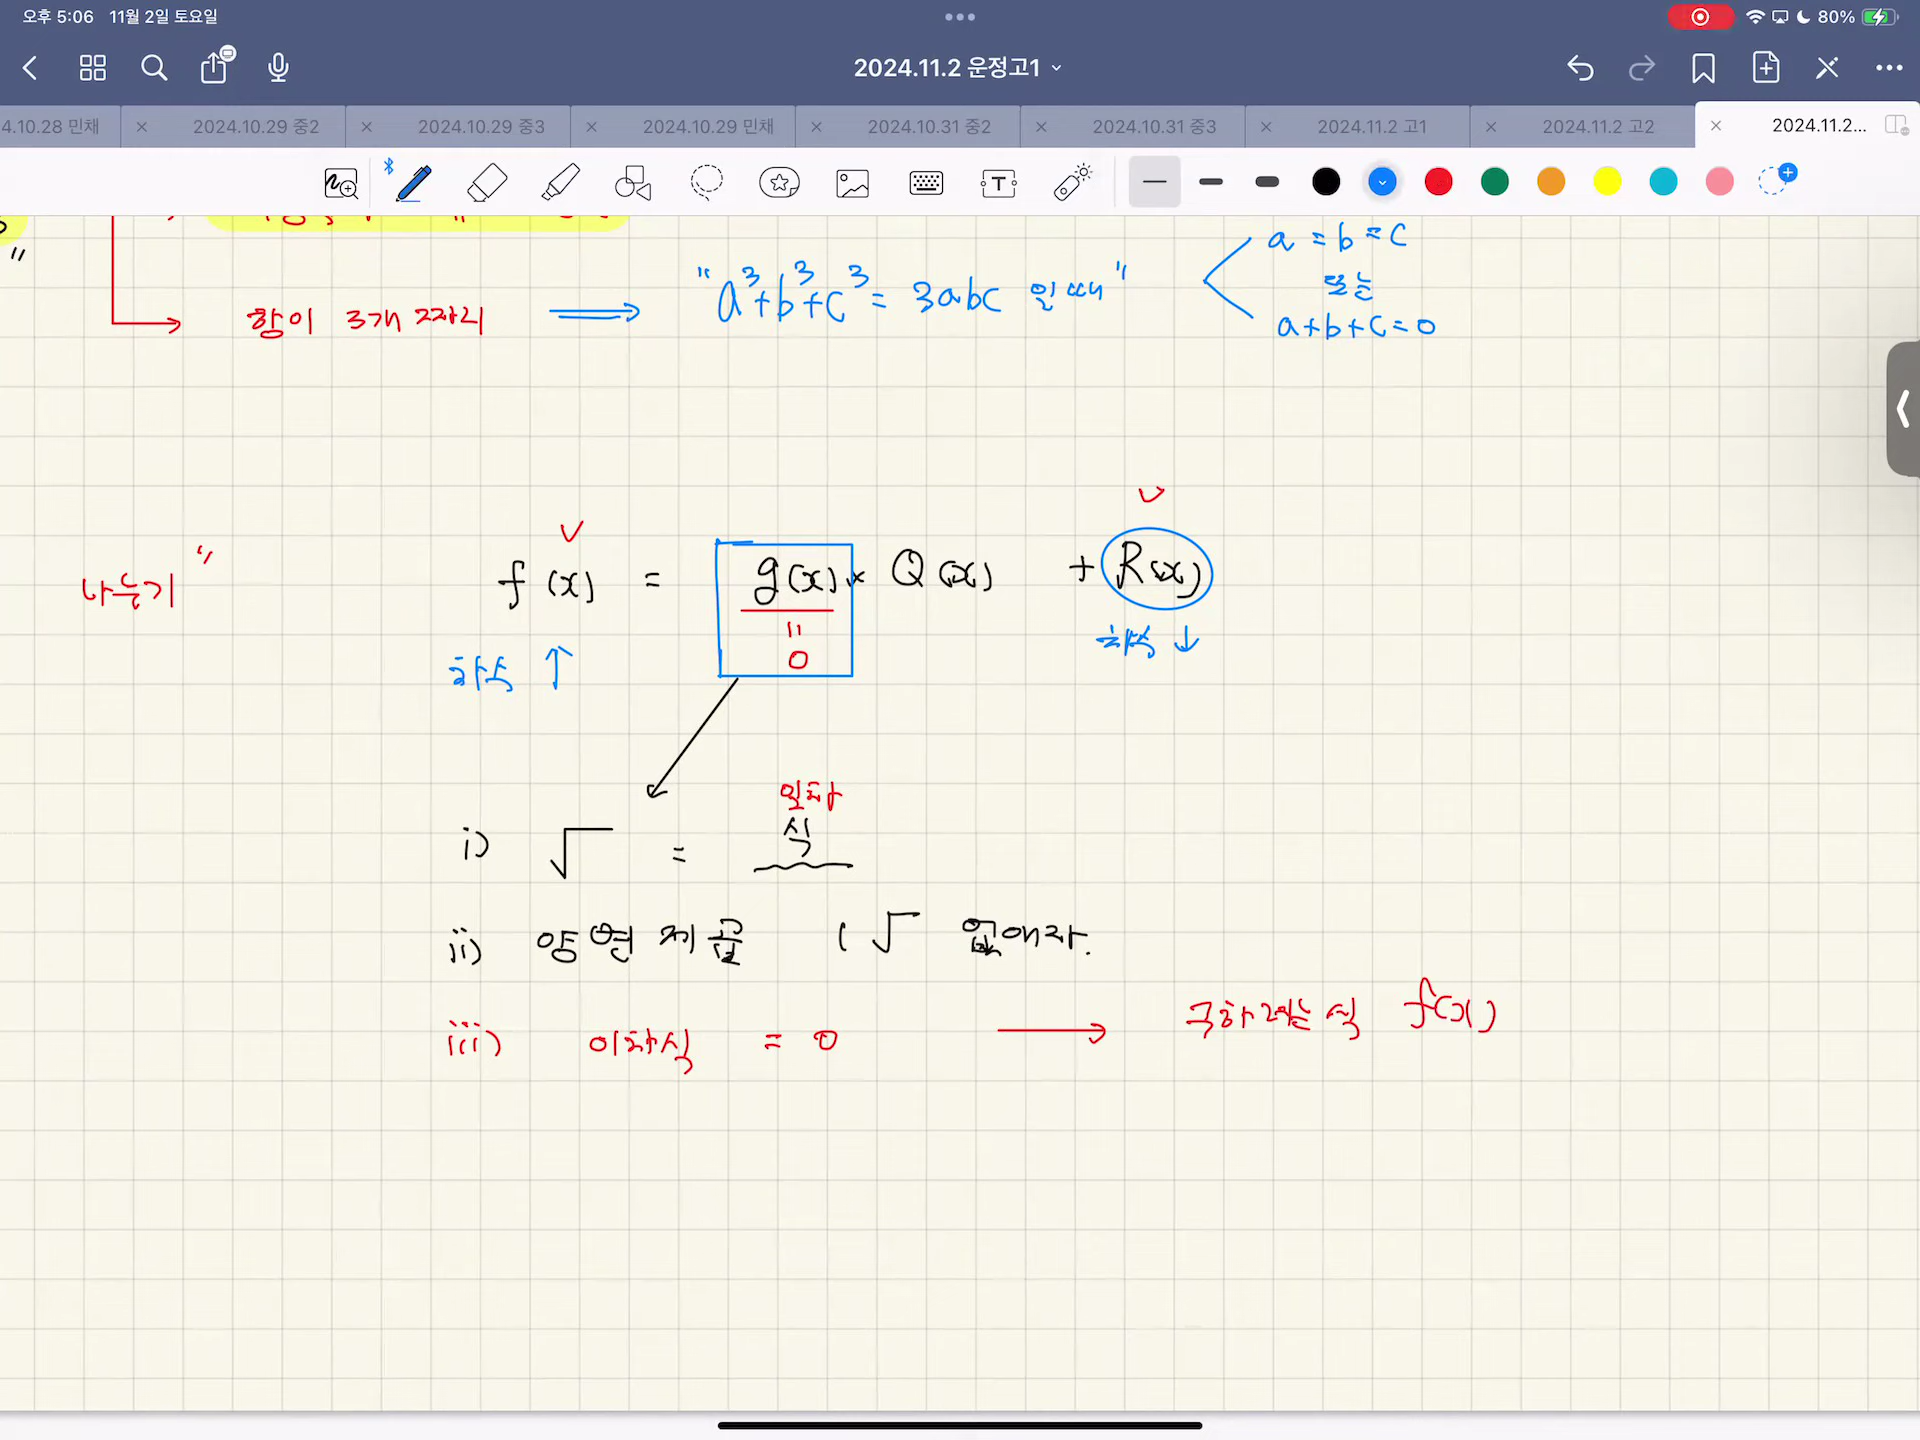 오후 5:06 11월 2일 토요일
80%
2024.11.2 운정고1
4.10.28 민채
2024.10.29 중2
2024.10.29 중3
2024.10.29 민채
2024.10.31 중2
2024.10.31 중3
2024.11.2 고1
2024.11.2 고2
2024.11.2...
a = b = c
또는
a+b+c=0
"a³+b³+c³ = 3abc 일 때"
항이 3개 짜리
나누기 "
f(x) = g(x) × Q(x) + R(x)
"
0
차수 ↑
차수 ↓
i) √ = 일차식
ii) 양변 제곱 ( √ 없애자.
iii) 이차식 = 0 → 구하라는 식 f(x)